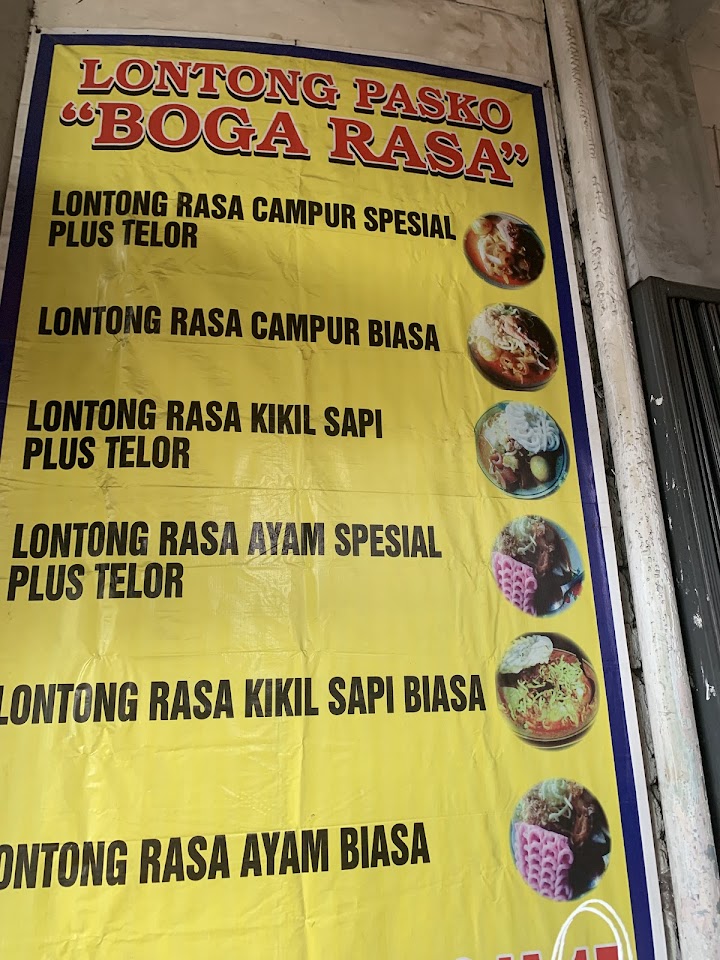 LONTONG PASKO
"BOGA RASA"
LONTONG RASA CAMPUR SPESIAL
PLUS TELOR
LONTONG RASA CAMPUR BIASA
LONTONG RASA KIKIL SAPI
PLUS TELOR
LONTONG RASA AYAM SPESIAL
PLUS TELOR
LONTONG RASA KIKIL SAPI BIASA
ONTONG RASA AYAM BIASA